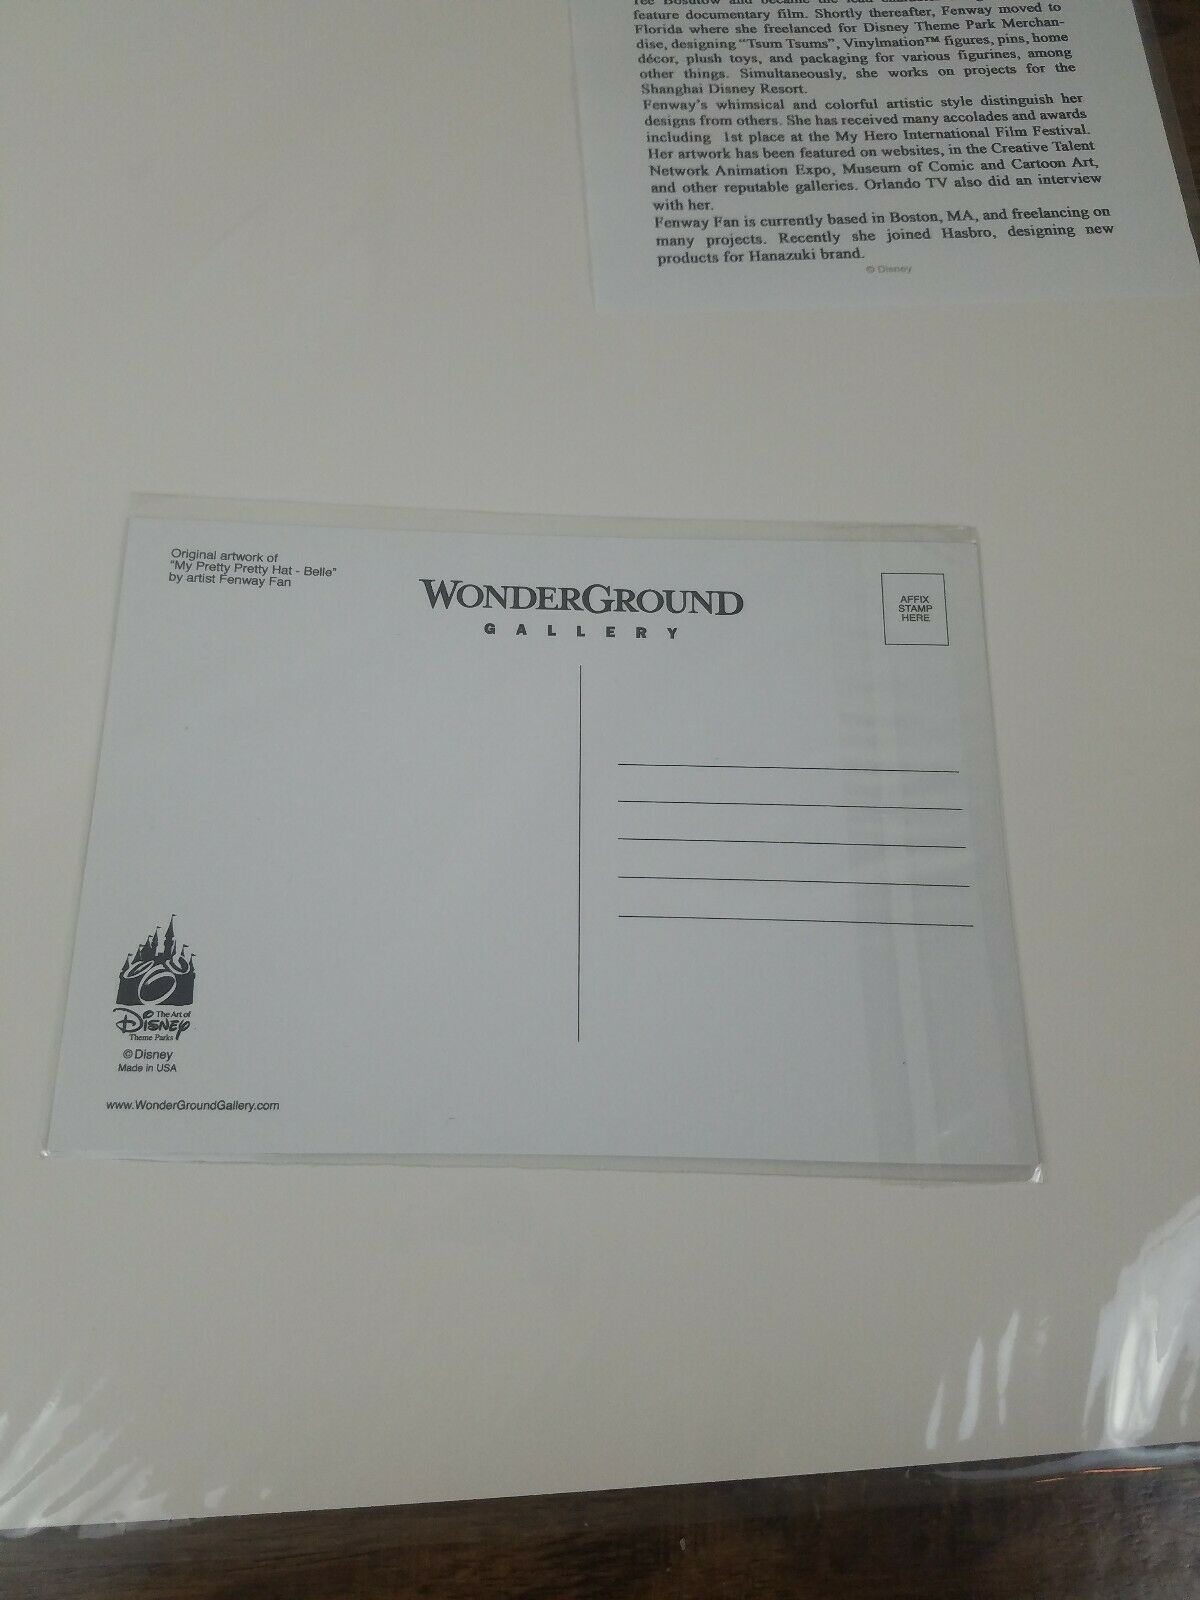 and became the lead
feature documentary film. Shortly thereafter, Fenway moved to
Florida where she freelanced for Disney Theme Park Merchan-
dise, designing “Tsum Tsums”, Vinylmation™ figures, pins, home
décor, plush toys, and packaging for various figurines, among
other things. Simultaneously, she works on projects for the
Shanghai Disney Resort.
Fenway's whimsical and colorful artistic style distinguish her
designs from others. She has received many accolades and awards
including 1st place at the My Hero International Film Festival.
Her artwork has been featured on websites, in the Creative Talent
Network Animation Expo, Museum of Comic and Cartoon Art,
and other reputable galleries. Orlando TV also did an interview
with her.
Fenway Fan is currently based in Boston, MA, and freelancing on
many projects. Recently she joined Hasbro, designing new
products for Hanazuki brand.
© Disney
Original artwork of
"My Pretty Pretty Hat - Belle"
by artist Fenway Fan
WONDERGROUND
GALLERY
AFFIX
STAMP
HERE
The Art of
DISNEY
Theme Parks
© Disney
Made in USA
www.WonderGroundGallery.com